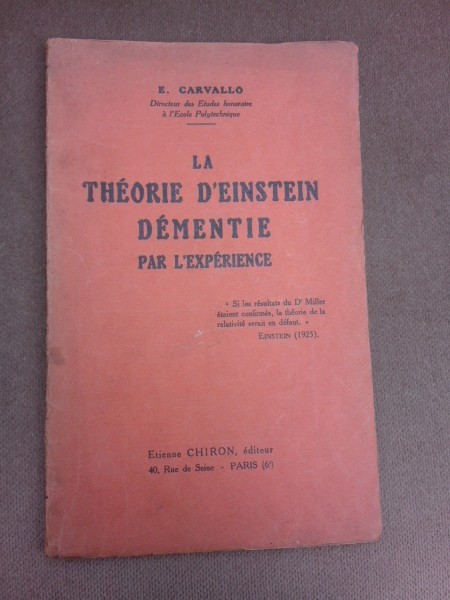 E. CARVALLO
Directeur des Etudes honoraire
à l'Ecole Polytechnique
LA
THÉORIE D'EINSTEIN
DÉMENTIE
PAR L'EXPÉRIENCE
« Si les résultats du Dr Miller
étaient confirmés, la théorie de la
relativité serait en défaut. »
EINSTEIN (1925).
Etienne CHIRON, éditeur
40, Rue de Seine - PARIS (6e)